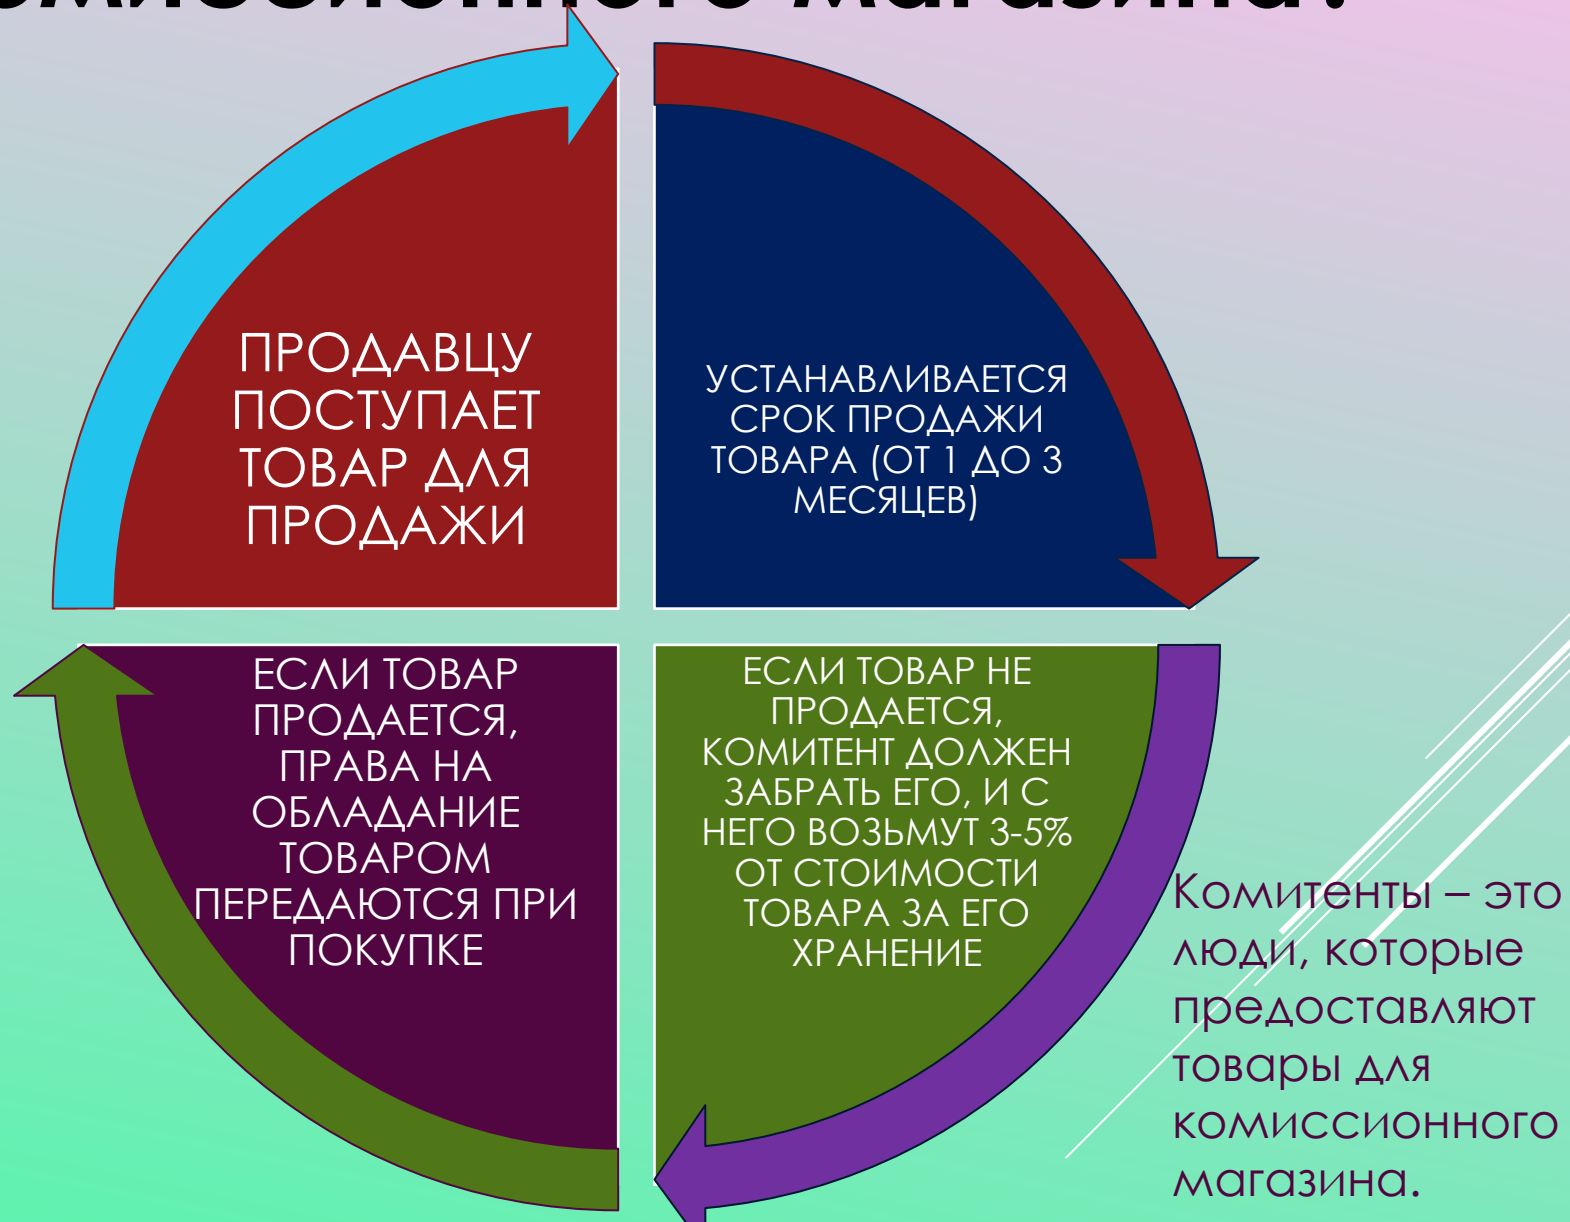 комиссионного магазина?
ПРОДАВЦУ
ПОСТУПАЕТ
ТОВАР ДЛЯ
ПРОДАЖИ
УСТАНАВЛИВАЕТСЯ
СРОК ПРОДАЖИ
ТОВАРА (ОТ 1 ДО 3
МЕСЯЦЕВ)
ЕСЛИ ТОВАР
ПРОДАЕТСЯ,
ПРАВА НА
ОБЛАДАНИЕ
ТОВАРОМ
ПЕРЕДАЮТСЯ ПРИ
ПОКУПКЕ
ЕСЛИ ТОВАР НЕ
ПРОДАЕТСЯ,
КОМИТЕНТ ДОЛЖЕН
ЗАБРАТЬ ЕГО, И С
НЕГО ВОЗЬМУТ 3-5%
ОТ СТОИМОСТИ
ТОВАРА ЗА ЕГО
ХРАНЕНИЕ
Комитенты – это
люди, которые
предоставляют
товары для
комиссионного
магазина.